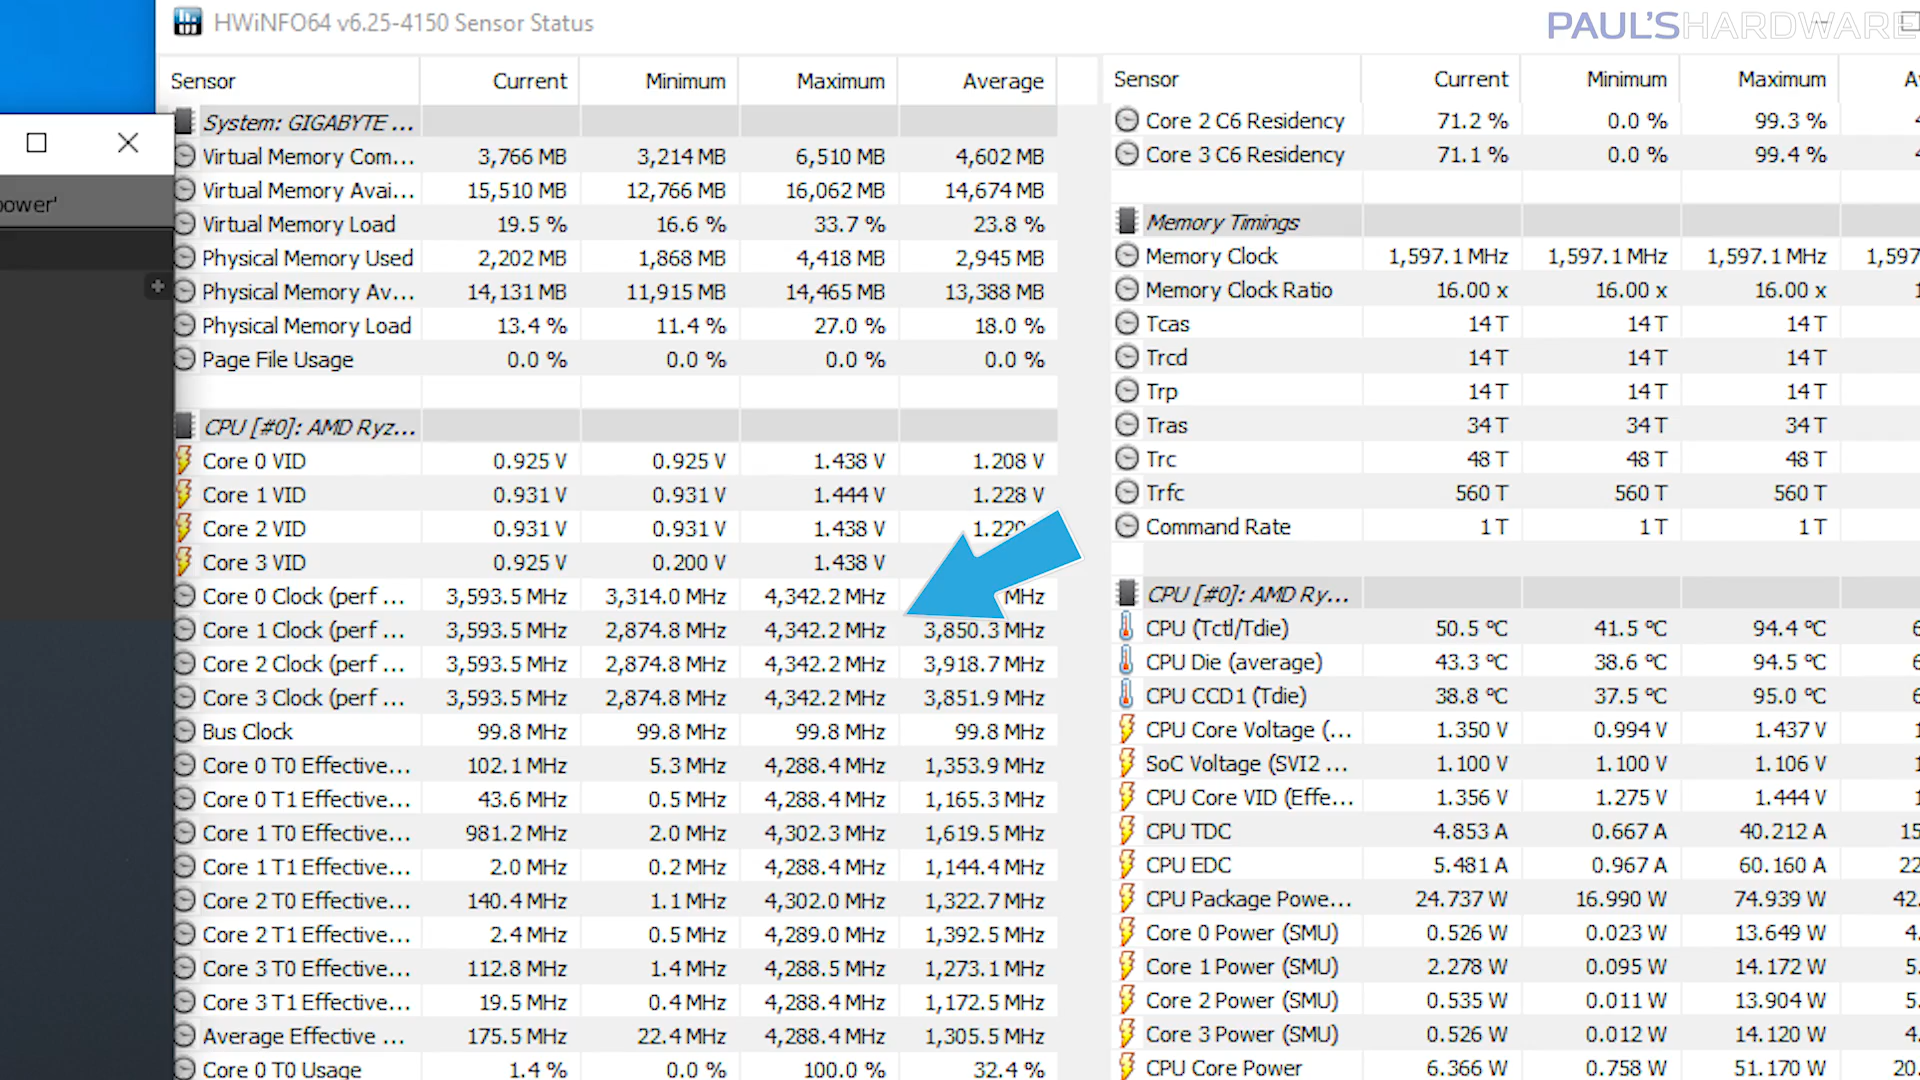 HWiNFO64 v6.25-4150 Sensor Status
PAUL'SHARDWARE
Sensor Current Minimum Maximum Average
System: GIGABYTE ...
Virtual Memory Com... 3,766 MB 3,214 MB 6,510 MB 4,602 MB
Virtual Memory Avai... 15,510 MB 12,766 MB 16,062 MB 14,674 MB
Virtual Memory Load 19.5 % 16.6 % 33.7 % 23.8 %
Physical Memory Used 2,202 MB 1,868 MB 4,418 MB 2,945 MB
Physical Memory Av... 14,131 MB 11,915 MB 14,465 MB 13,388 MB
Physical Memory Load 13.4 % 11.4 % 27.0 % 18.0 %
Page File Usage 0.0 % 0.0 % 0.0 % 0.0 %
CPU [#0]: AMD Ryz...
Core 0 VID 0.925 V 0.925 V 1.438 V 1.208 V
Core 1 VID 0.931 V 0.931 V 1.444 V 1.228 V
Core 2 VID 0.931 V 0.931 V 1.438 V
Core 3 VID 0.925 V 0.200 V 1.438 V
Core 0 Clock (perf ... 3,593.5 MHz 3,314.0 MHz 4,342.2 MHz MHz
Core 1 Clock (perf ... 3,593.5 MHz 2,874.8 MHz 4,342.2 MHz 3,850.3 MHz
Core 2 Clock (perf ... 3,593.5 MHz 2,874.8 MHz 4,342.2 MHz 3,918.7 MHz
Core 3 Clock (perf ... 3,593.5 MHz 2,874.8 MHz 4,342.2 MHz 3,851.9 MHz
Bus Clock 99.8 MHz 99.8 MHz 99.8 MHz 99.8 MHz
Core 0 T0 Effective... 102.1 MHz 5.3 MHz 4,288.4 MHz 1,353.9 MHz
Core 0 T1 Effective... 43.6 MHz 0.5 MHz 4,288.4 MHz 1,165.3 MHz
Core 1 T0 Effective... 981.2 MHz 2.0 MHz 4,302.3 MHz 1,619.5 MHz
Core 1 T1 Effective... 2.0 MHz 0.2 MHz 4,288.4 MHz 1,144.4 MHz
Core 2 T0 Effective... 140.4 MHz 1.1 MHz 4,302.0 MHz 1,322.7 MHz
Core 2 T1 Effective... 2.4 MHz 0.5 MHz 4,289.0 MHz 1,392.5 MHz
Core 3 T0 Effective... 112.8 MHz 1.4 MHz 4,288.5 MHz 1,273.1 MHz
Core 3 T1 Effective... 19.5 MHz 0.4 MHz 4,288.4 MHz 1,172.5 MHz
Average Effective ... 175.5 MHz 22.4 MHz 4,288.4 MHz 1,305.5 MHz
Core 0 T0 Usage 1.4 % 0.0 % 100.0 % 32.4 %
Sensor Current Minimum Maximum
Core 2 C6 Residency 71.2 % 0.0 % 99.3 %
Core 3 C6 Residency 71.1 % 0.0 % 99.4 %
Memory Timings
Memory Clock 1,597.1 MHz 1,597.1 MHz 1,597.1 MHz 1,597
Memory Clock Ratio 16.00 x 16.00 x 16.00 x
Tcas 14 T 14 T 14 T
Trcd 14 T 14 T 14 T
Trp 14 T 14 T 14 T
Tras 34 T 34 T 34 T
Trc 48 T 48 T 48 T
Trfc 560 T 560 T 560 T
Command Rate 1 T 1 T 1 T
CPU [#0]: AMD Ry...
CPU (Tctl/Tdie) 50.5 ºC 41.5 ºC 94.4 ºC
CPU Die (average) 43.3 ºC 38.6 ºC 94.5 ºC
CPU CCD1 (Tdie) 38.8 ºC 37.5 ºC 95.0 ºC
CPU Core Voltage (... 1.350 V 0.994 V 1.437 V
SoC Voltage (SVI2 ... 1.100 V 1.100 V 1.106 V
CPU Core VID (Effe... 1.356 V 1.275 V 1.444 V
CPU TDC 4.853 A 0.667 A 40.212 A 15
CPU EDC 5.481 A 0.967 A 60.160 A 22
CPU Package Powe... 24.737 W 16.990 W 74.939 W 42.
Core 0 Power (SMU) 0.526 W 0.023 W 13.649 W 4.
Core 1 Power (SMU) 2.278 W 0.095 W 14.172 W 5.
Core 2 Power (SMU) 0.535 W 0.011 W 13.904 W 5.
Core 3 Power (SMU) 0.526 W 0.012 W 14.120 W 4.
CPU Core Power 6.366 W 0.758 W 51.170 W 20.